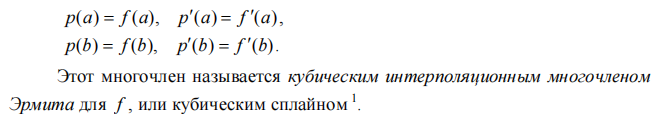 p(a) = f(a), p′(a) = f′(a),
p(b) = f(b), p′(b) = f′(b).
Этот многочлен называется кубическим интерполяционным многочленом
Эрмита для f, или кубическим сплайном ¹.